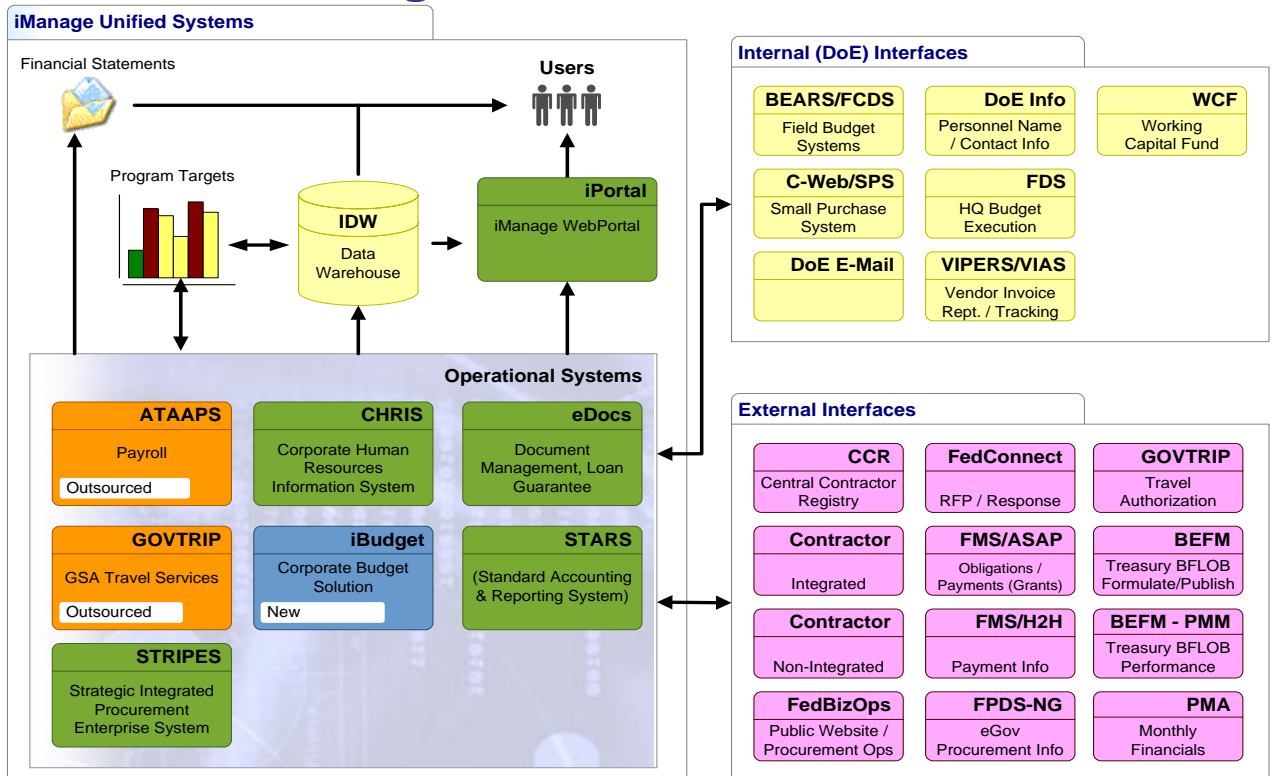 iManage Unified Systems
Financial Statements
Users
Program Targets
IDW
Data
Warehouse
iPortal
iManage WebPortal
Operational Systems
ATAAPS
Payroll
Outsourced
CHRIS
Corporate Human
Resources
Information System
eDocs
Document
Management, Loan
Guarantee
GOVTRIP
GSA Travel Services
Outsourced
iBudget
Corporate Budget
Solution
New
STARS
(Standard Accounting
& Reporting System)
STRIPES
Strategic Integrated
Procurement
Enterprise System
Internal (DoE) Interfaces
BEARS/FCDS
Field Budget
Systems
DoE Info
Personnel Name
/ Contact Info
WCF
Working
Capital Fund
C-Web/SPS
Small Purchase
System
FDS
HQ Budget
Execution
DoE E-Mail
VIPERS/VIAS
Vendor Invoice
Rept. / Tracking
External Interfaces
CCR
Central Contractor
Registry
FedConnect
RFP / Response
GOVTRIP
Travel
Authorization
Contractor
Integrated
FMS/ASAP
Obligations /
Payments (Grants)
BEFM
Treasury BFLOB
Formulate/Publish
Contractor
Non-Integrated
FMS/H2H
Payment Info
BEFM - PMM
Treasury BFLOB
Performance
FedBizOps
Public Website /
Procurement Ops
FPDS-NG
eGov
Procurement Info
PMA
Monthly
Financials